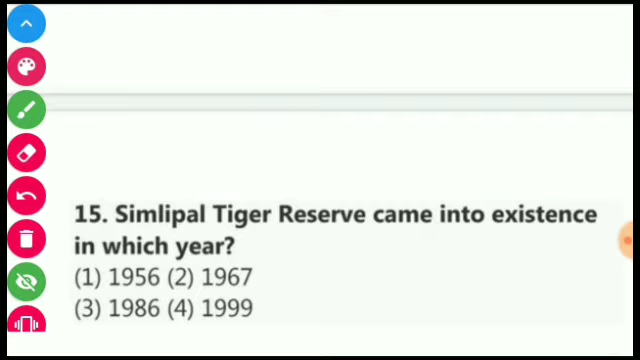 15. Simlipal Tiger Reserve came into existence
in which year?
(1) 1956 (2) 1967
(3) 1986 (4) 1999